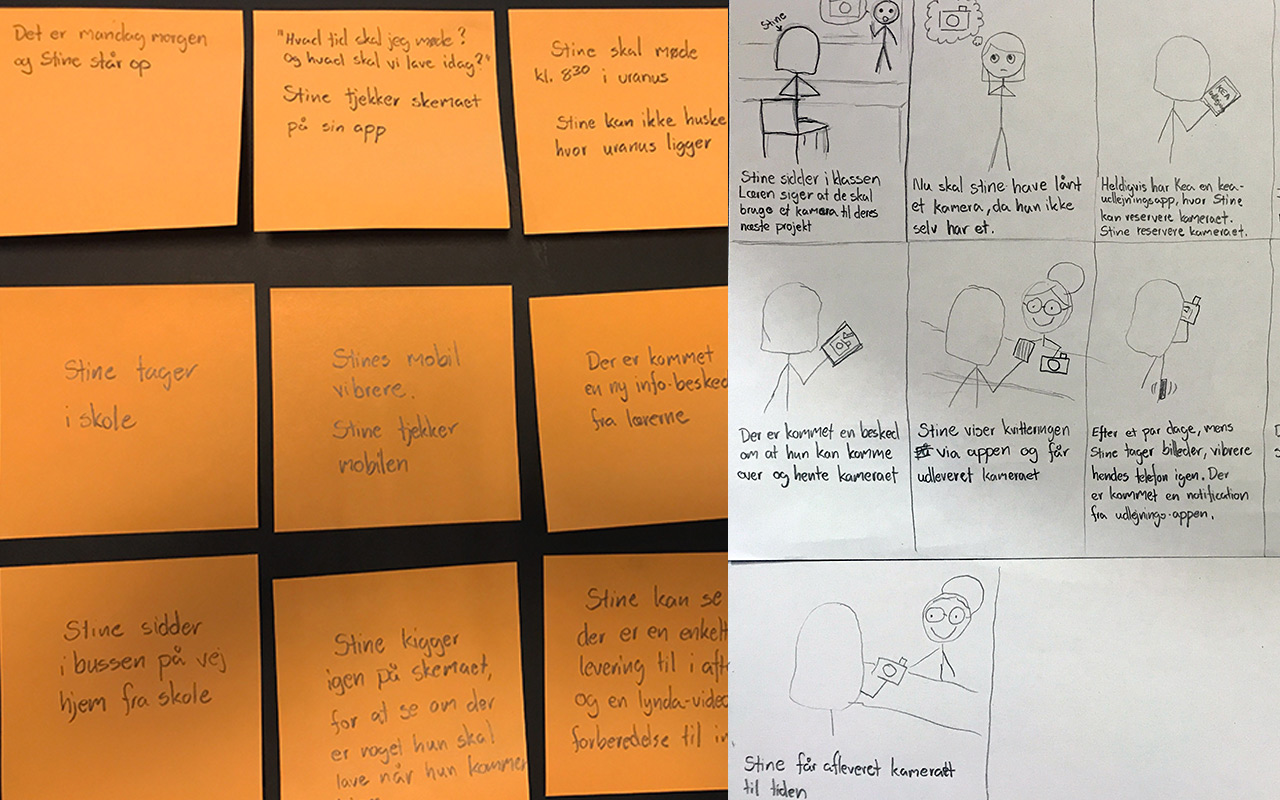 Det er mandag morgen
og Stine står op
"Hvad tid skal jeg møde?
og hvad skal vi lave idag?"
Stine tjekker skemaet
på sin app
Stine skal møde
kl. 8³⁰ i uranus
Stine kan ikke huske
hvor uranus ligger
Stine tager
i skole
Stines mobil
vibrere.
Stine tjekker
mobilen
Der er kommet
en ny info-besked
fra lærerne
Stine sidder
i bussen på vej
hjem fra skole
Stine kigger
igen på skemaet,
for at se om der
er noget hun skal
lave når hun kommer
Stine kan se
der er en enkelt
levering til i aft
og en lynda-video
forberedelse til i
Stine
Stine sidder i klassen
Læren siger at de skal
bruge et kamera til deres
næste projekt
Nu skal stine have lånt
et kamera, da hun ikke
selv har et.
KEA
Heldigvis har Kea en kea-
udlejningsapp, hvor Stine
kan reservere kameraet.
Stine reservere kameraet.
Der er kommet en besked
om at hun kan komme
over og hente kameraet
Stine viser kvitteringen
via appen og får
udleveret kameraet
Efter et par dage, mens
Stine tager billeder, vibrere
hendes telefon igen. Der
er kommet en notification
fra udlejnings-appen.
Stine får afleveret kameraet
til tiden